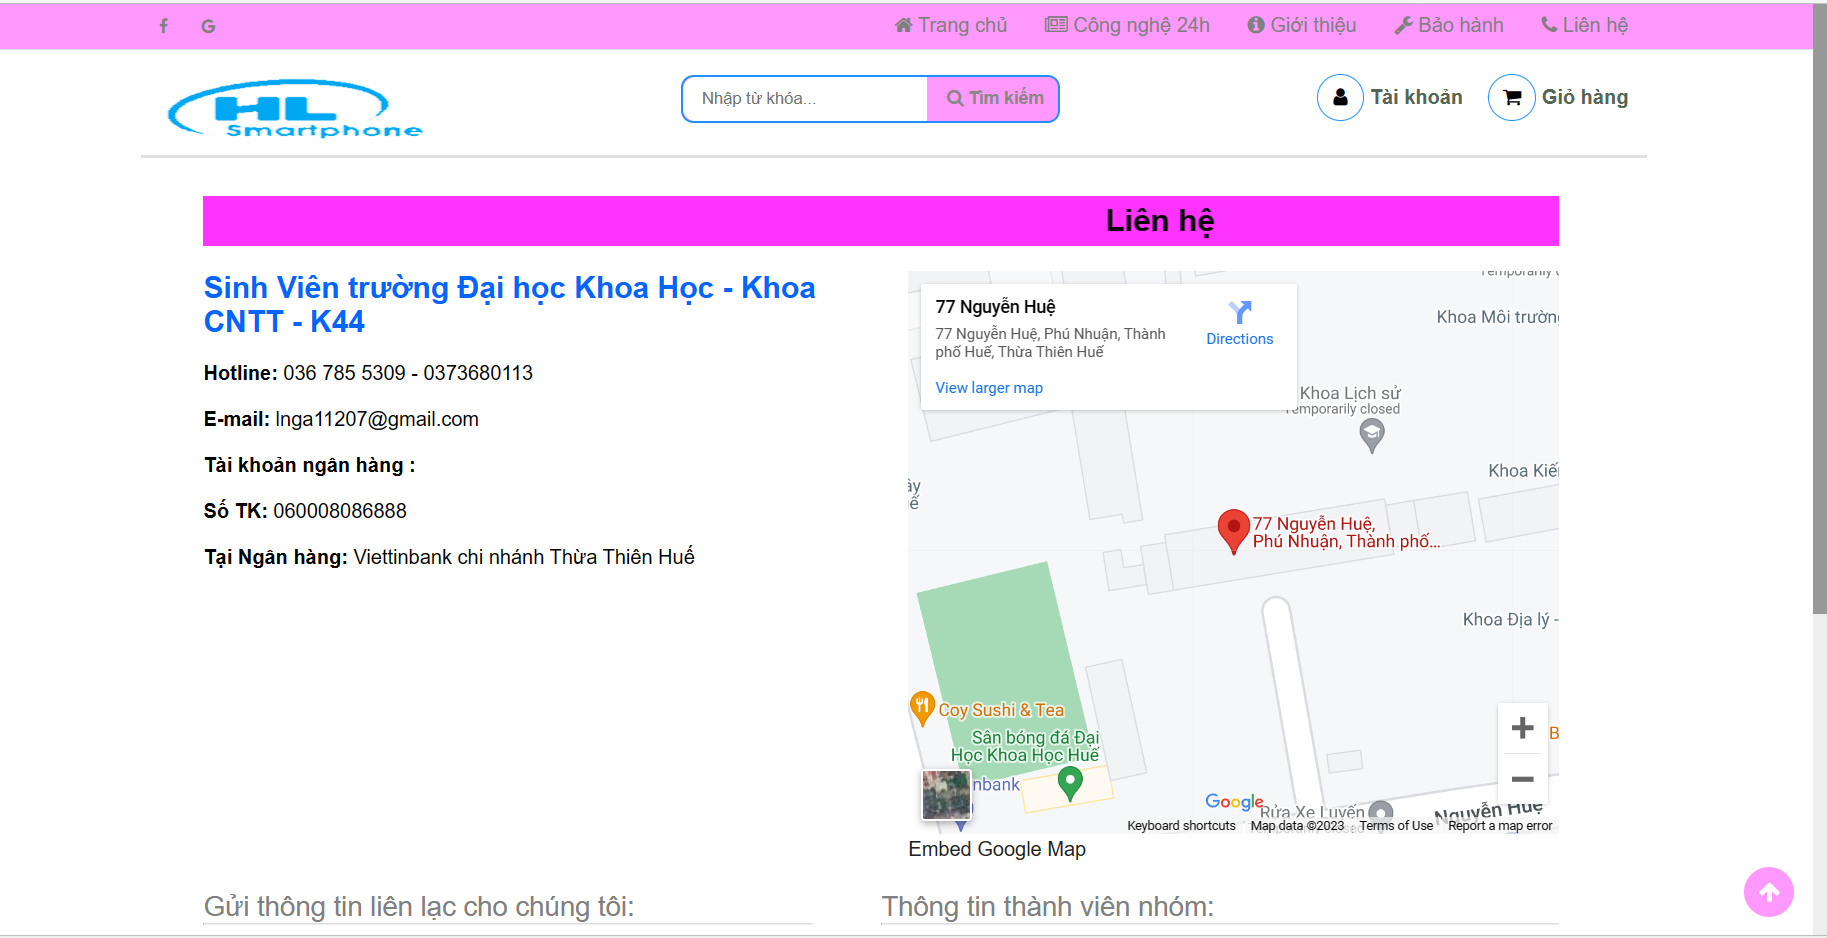 Trang chủ
Công nghệ 24h
Giới thiệu
Bảo hành
Liên hệ
HL
Smartphone
Nhập từ khóa...
Tìm kiếm
Tài khoản
Giỏ hàng
Liên hệ
Sinh Viên trường Đại học Khoa Học - Khoa
CNTT - K44
Hotline: 036 785 5309 - 0373680113
E-mail: lnga11207@gmail.com
Tài khoản ngân hàng :
Số TK: 060008086888
Tại Ngân hàng: Viettinbank chi nhánh Thừa Thiên Huế
77 Nguyễn Huệ
77 Nguyễn Huệ, Phú Nhuận, Thành
phố Huế, Thừa Thiên Huế
Directions
View larger map
Khoa Môi trường
Khoa Lịch sử
Temporarily closed
Khoa Kiế
77 Nguyễn Huệ,
Phú Nhuận, Thành phố...
Khoa Địa lý -
Coy Sushi & Tea
Sân bóng đá Đại
Học Khoa Học Huế
nbank
B
Google
Rửa Xe Luyến
Nguyễn Huệ
Keyboard shortcuts
Map data ©2023
Terms of Use
Report a map error
Embed Google Map
Gửi thông tin liên lạc cho chúng tôi:
Thông tin thành viên nhóm: